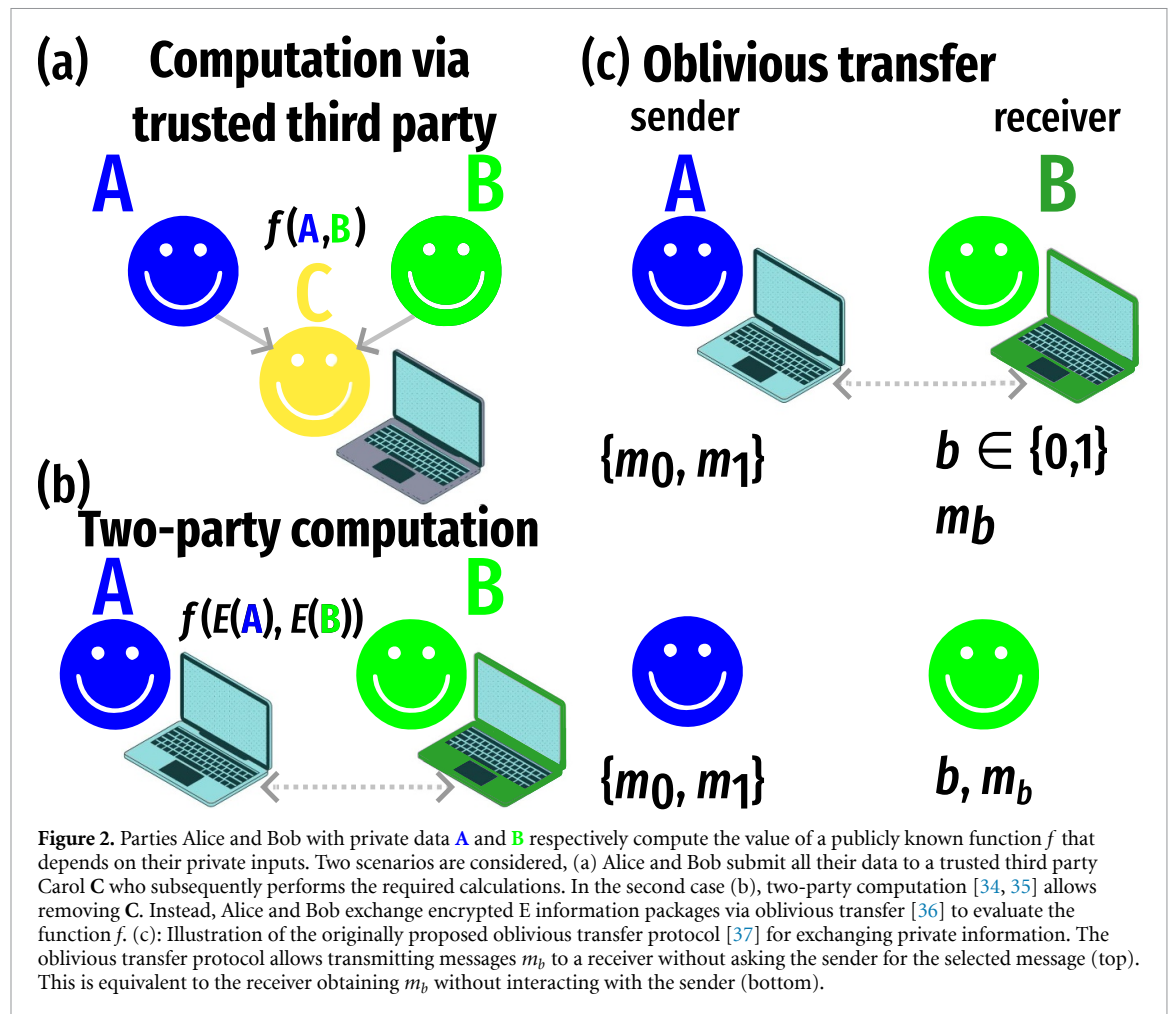 (a) Computation via
trusted third party
A
B
f(A,B)
C
(b)
Two-party computation
A
B
f(E(A), E(B))
(c) Oblivious transfer
sender
receiver
A
B
{m0, m1}
b ∈ {0,1}
mb
{m0, m1}
b, mb
Figure 2. Parties Alice and Bob with private data A and B respectively compute the value of a publicly known function f that
depends on their private inputs. Two scenarios are considered, (a) Alice and Bob submit all their data to a trusted third party
Carol C who subsequently performs the required calculations. In the second case (b), two-party computation [34, 35] allows
removing C. Instead, Alice and Bob exchange encrypted E information packages via oblivious transfer [36] to evaluate the
function f. (c): Illustration of the originally proposed oblivious transfer protocol [37] for exchanging private information. The
oblivious transfer protocol allows transmitting messages mb to a receiver without asking the sender for the selected message (top).
This is equivalent to the receiver obtaining mb without interacting with the sender (bottom).